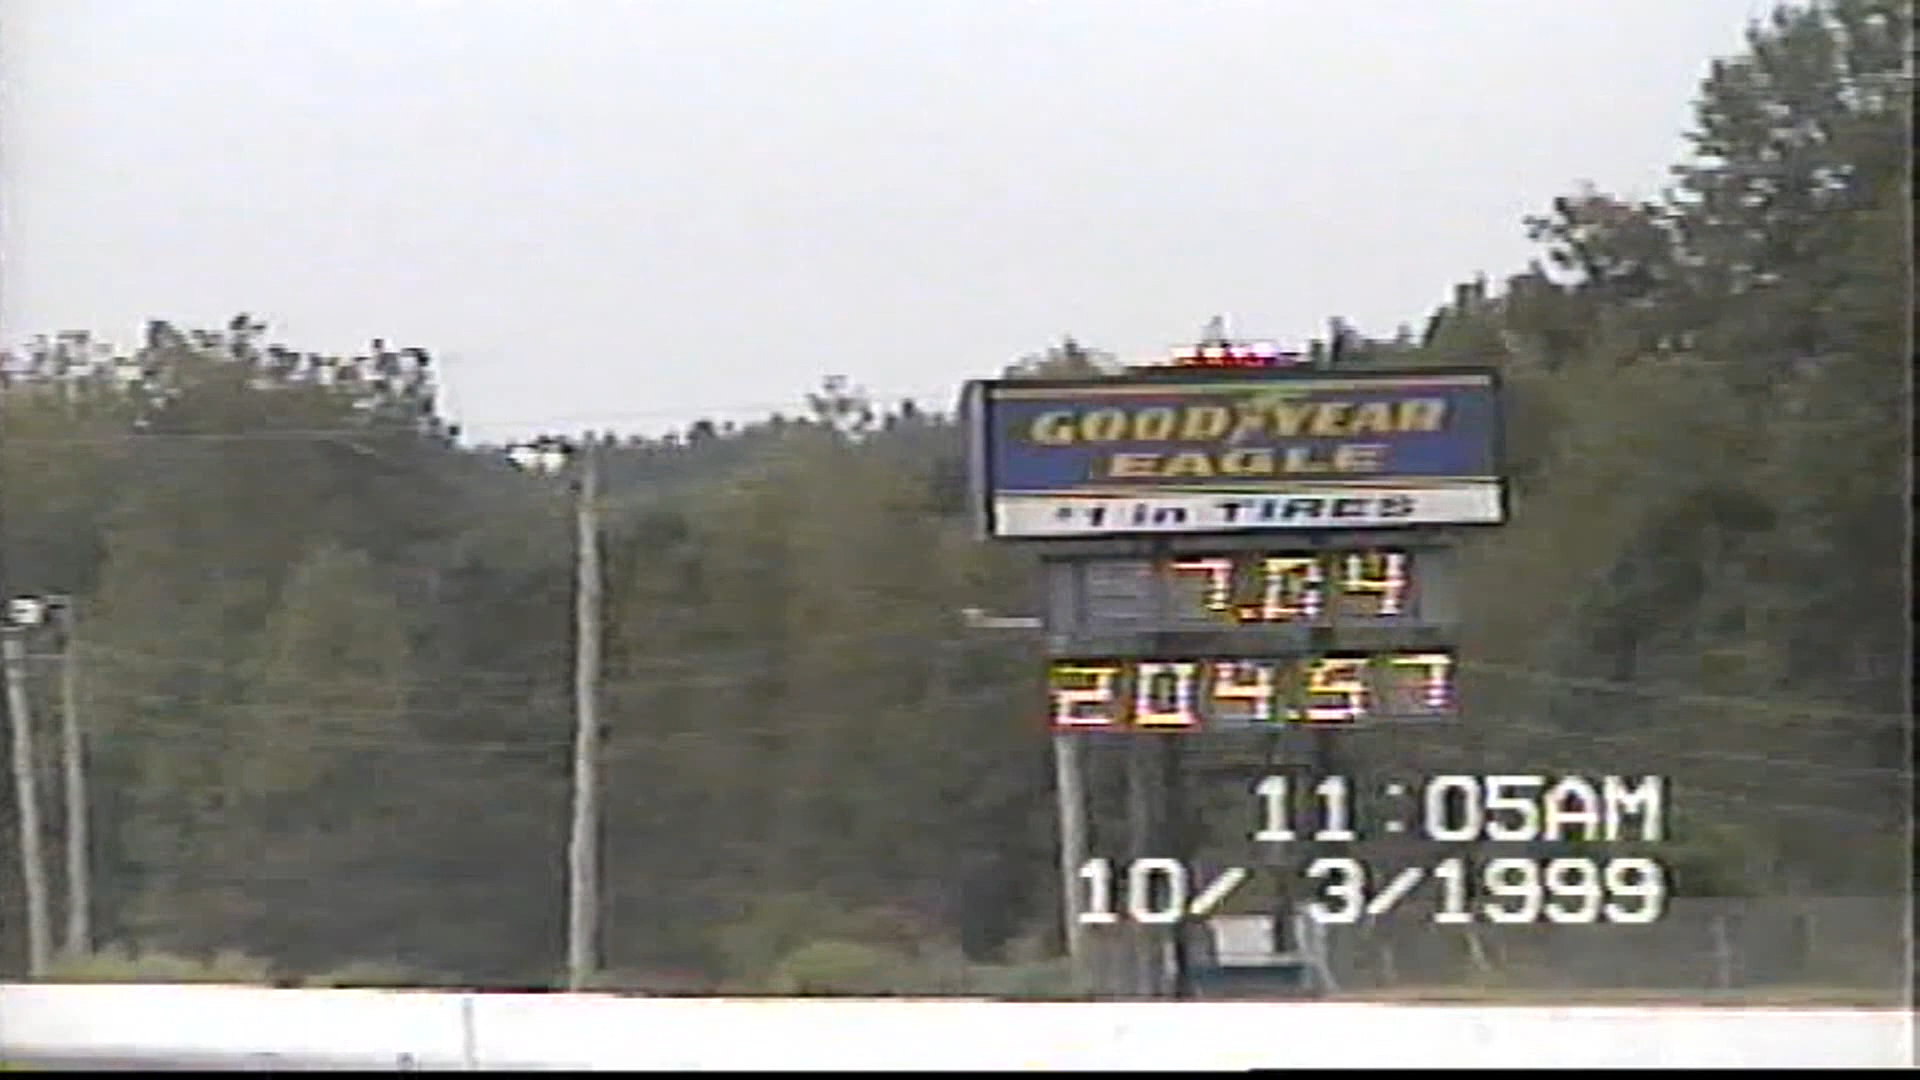 GOODYEAR
EAGLE
#1 in TIRES
7.04
204.57
11:05AM
10/ 3/1999